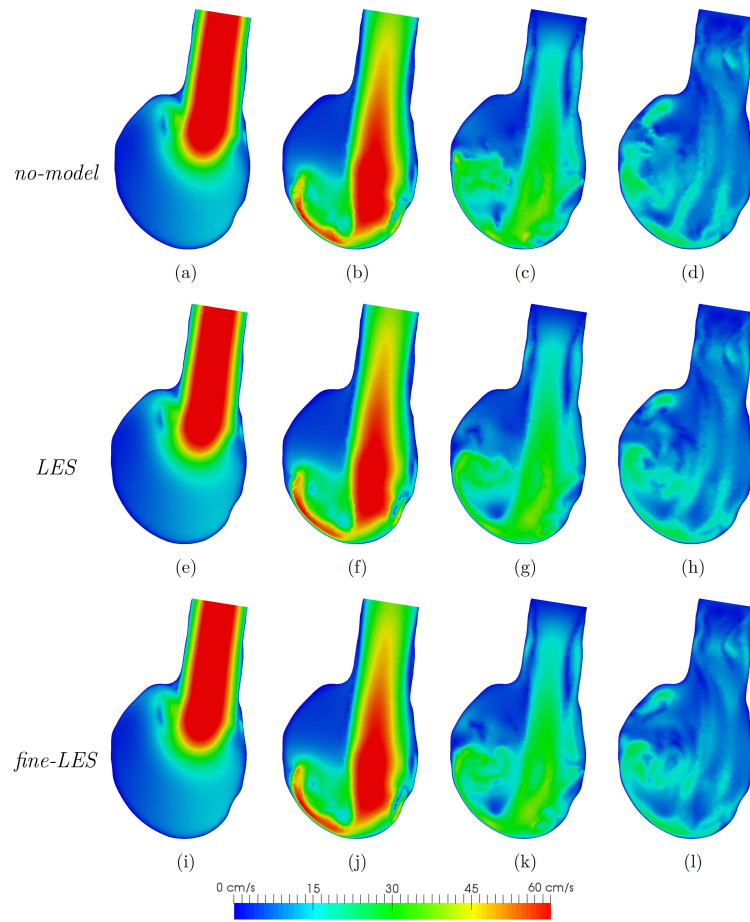 no-model
(a) (b) (c) (d)
LES
(e) (f) (g) (h)
fine-LES
(i) (j) (k) (l)
0 cm/s 15 30 45 60 cm/s